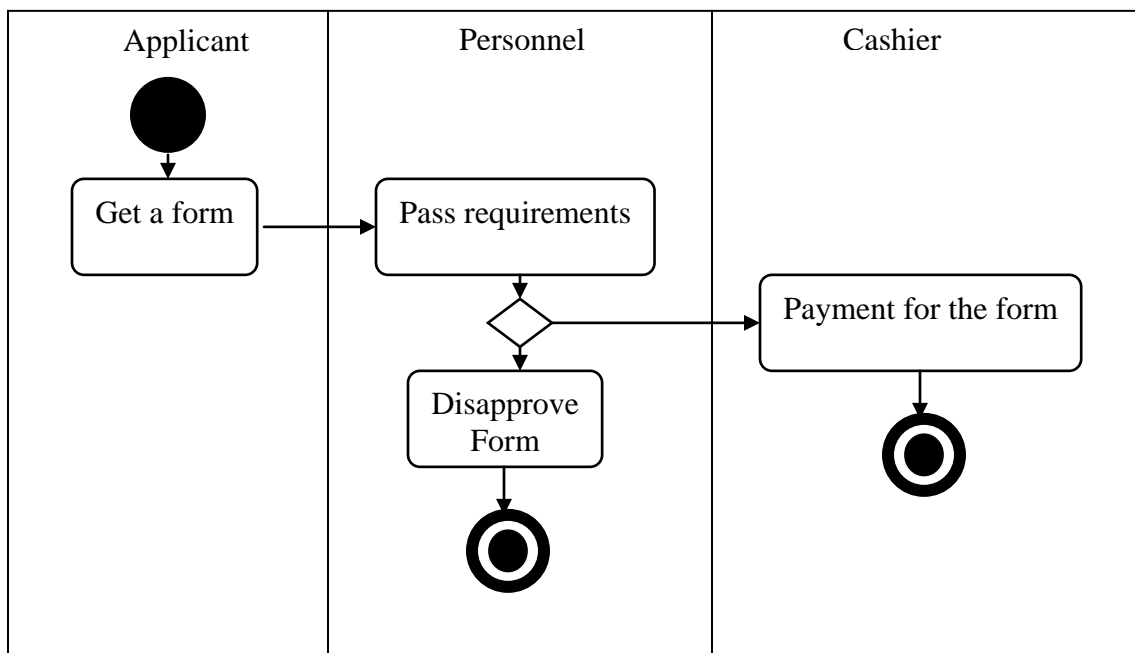 Applicant
Personnel
Cashier
Get a form
Pass requirements
Payment for the form
Disapprove
Form